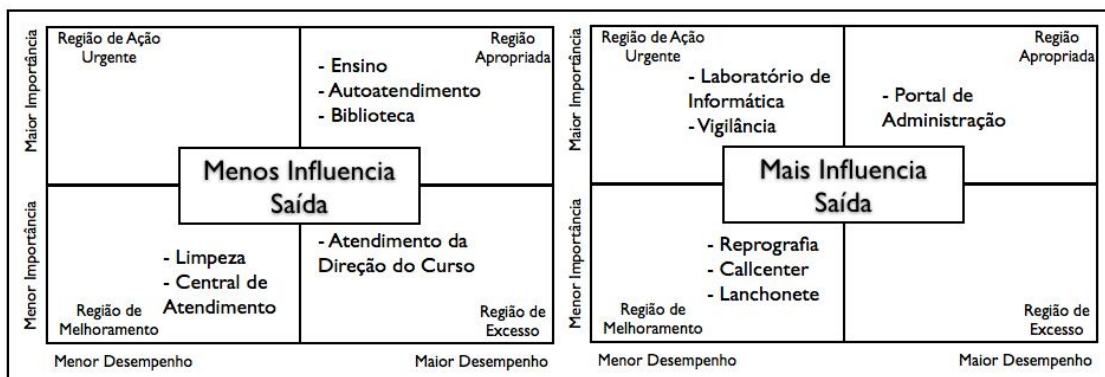 Maior Importância
Menor Importância
Região de Ação
Urgente
Região
Apropriada
- Ensino
- Autoatendimento
- Biblioteca
Menos Influencia
Saída
- Limpeza
- Central de
Atendimento
- Atendimento da
Direção do Curso
Região de
Melhoramento
Região de
Excesso
Menor Desempenho
Maior Desempenho
Maior Importância
Menor Importância
Região de Ação
Urgente
Região
Apropriada
- Laboratório de
Informática
- Vigilância
- Portal de
Administração
Mais Influencia
Saída
- Reprografia
- Callcenter
- Lanchonete
Região de
Melhoramento
Região de
Excesso
Menor Desempenho
Maior Desempenho